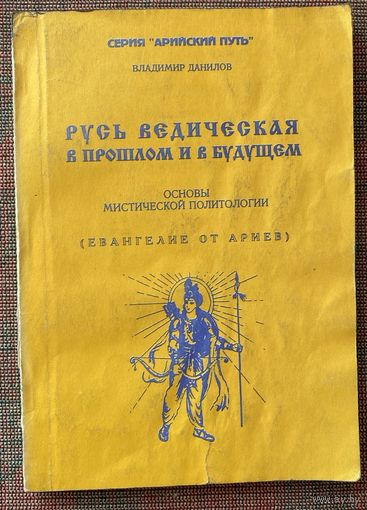 СЕРИЯ "АРИЙСКИЙ ПУТЬ"
ВЛАДИМИР ДАНИЛОВ
РУСЬ ВЕДИЧЕСКАЯ
В ПРОШЛОМ И В БУДУЩЕМ
ОСНОВЫ
МИСТИЧЕСКОЙ ПОЛИТОЛОГИИ
(ЕВАНГЕЛИЕ ОТ АРИЕВ)